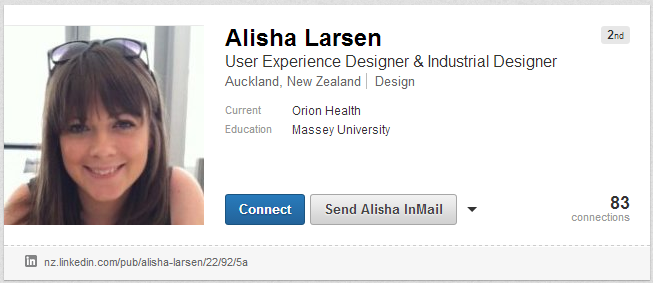 Alisha Larsen
2nd
User Experience Designer & Industrial Designer
Auckland, New Zealand | Design
Current Orion Health
Education Massey University
Connect
Send Alisha InMail
83
connections
in nz.linkedin.com/pub/alisha-larsen/22/92/5a